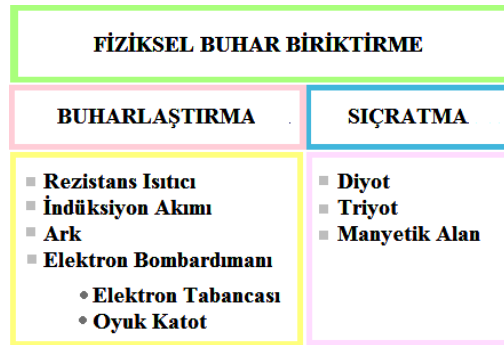 FİZİKSEL BUHAR BİRİKTİRME
BUHARLAŞTIRMA
SIÇRATMA
Rezistans Isıtıcı
İndüksiyon Akımı
Ark
Elektron Bombardımanı
Elektron Tabancası
Oyuk Katot
Diyot
Triyot
Manyetik Alan